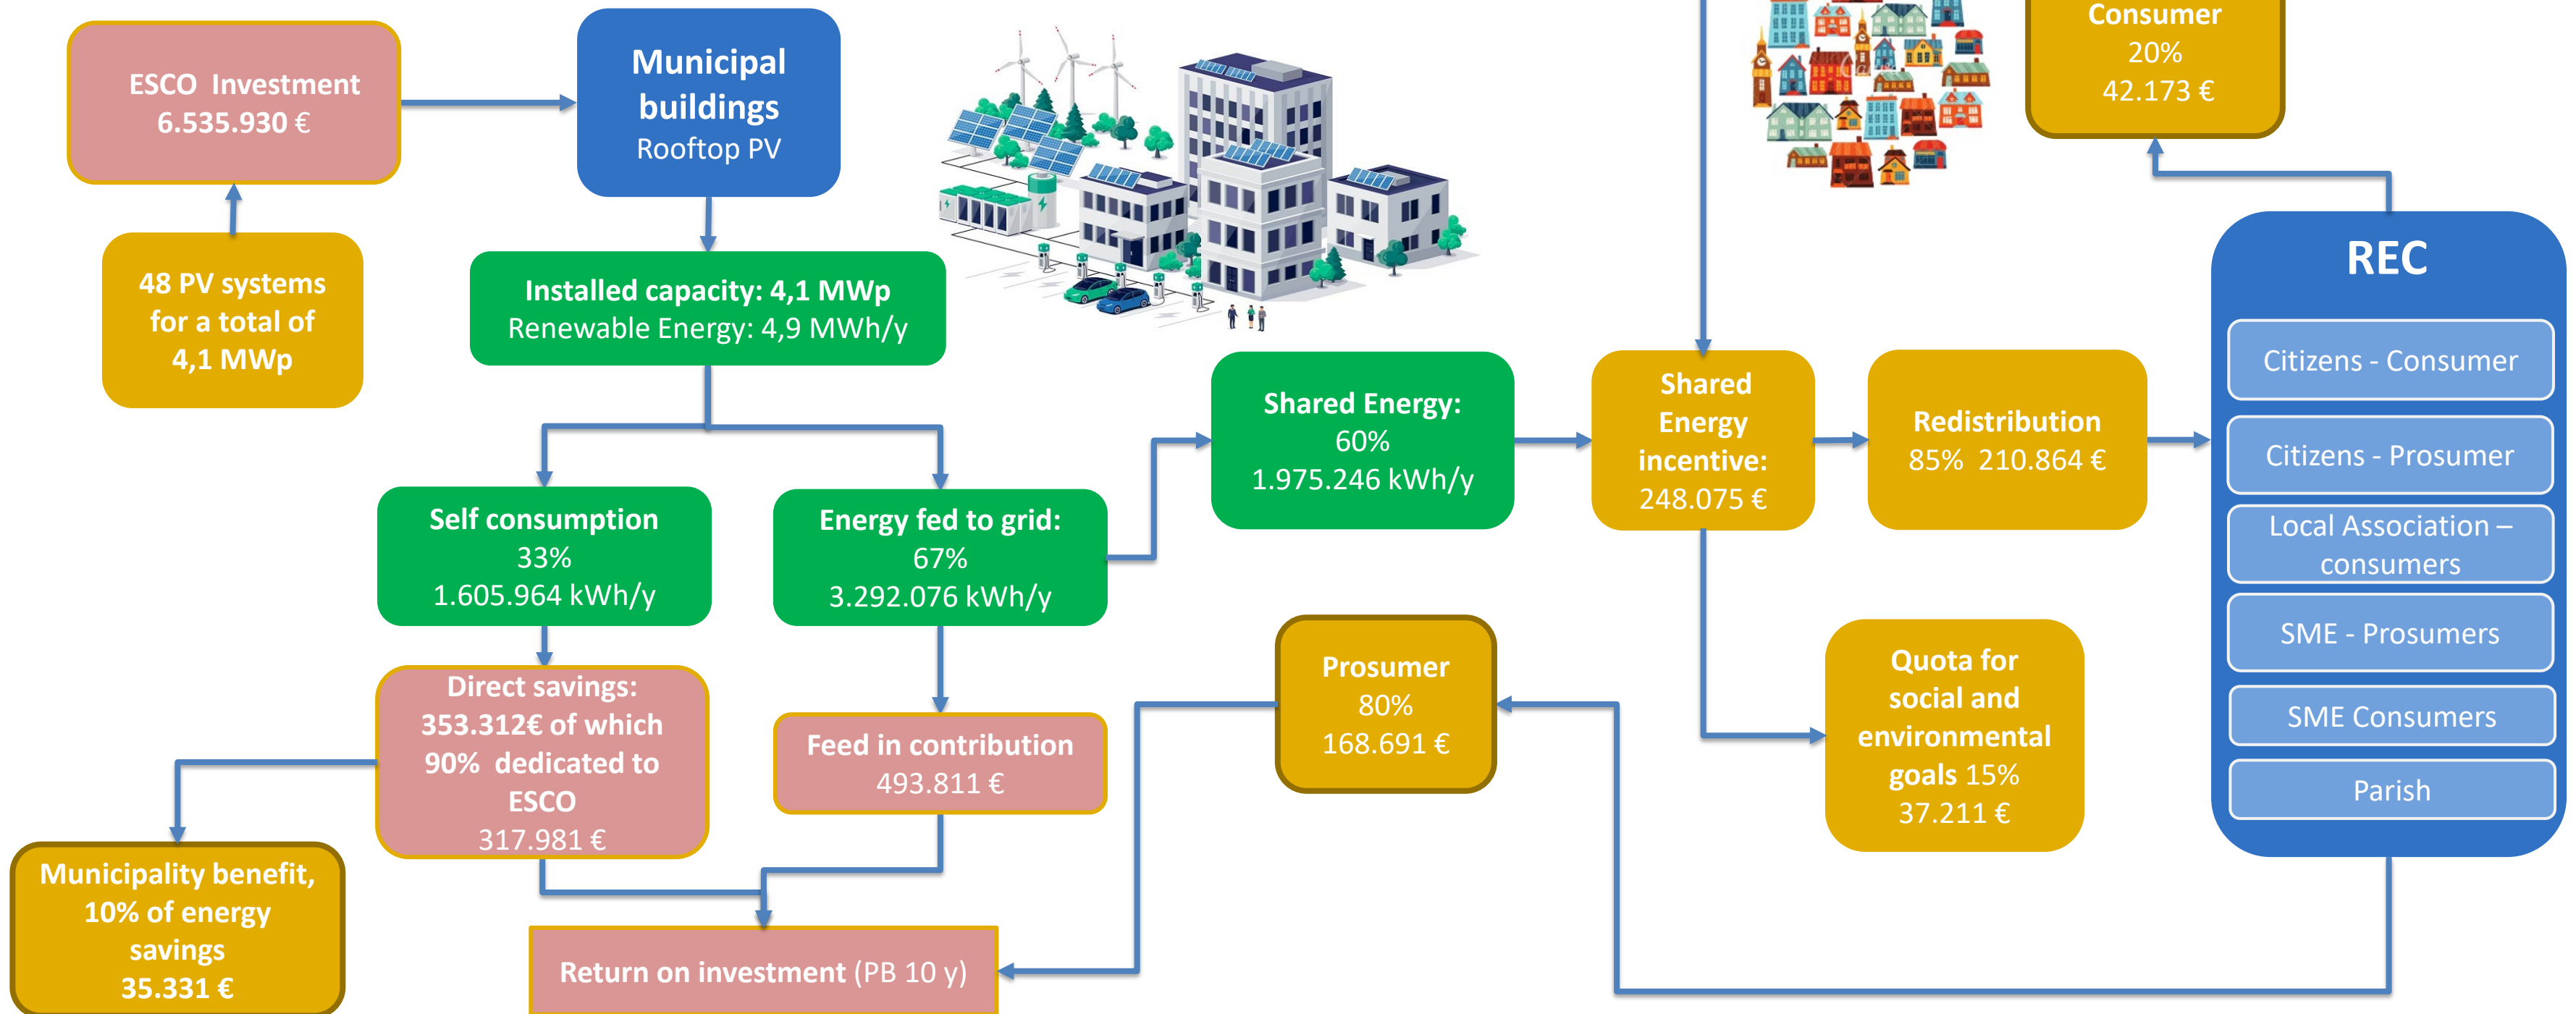 ESCO Investment
6.535.930 €
Municipal
buildings
Rooftop PV
Consumer
20%
42.173 €
48 PV systems
for a total of
4,1 MWp
Installed capacity: 4,1 MWp
Renewable Energy: 4,9 MWh/y
Self consumption
33%
1.605.964 kWh/y
Energy fed to grid:
67%
3.292.076 kWh/y
Shared Energy:
60%
1.975.246 kWh/y
Shared
Energy
incentive:
248.075 €
Redistribution
85% 210.864 €
REC
Citizens - Consumer
Citizens - Prosumer
Local Association –
consumers
SME - Prosumers
SME Consumers
Parish
Direct savings:
353.312€ of which
90% dedicated to
ESCO
317.981 €
Feed in contribution
493.811 €
Prosumer
80%
168.691 €
Quota for
social and
environmental
goals 15%
37.211 €
Municipality benefit,
10% of energy
savings
35.331 €
Return on investment (PB 10 y)